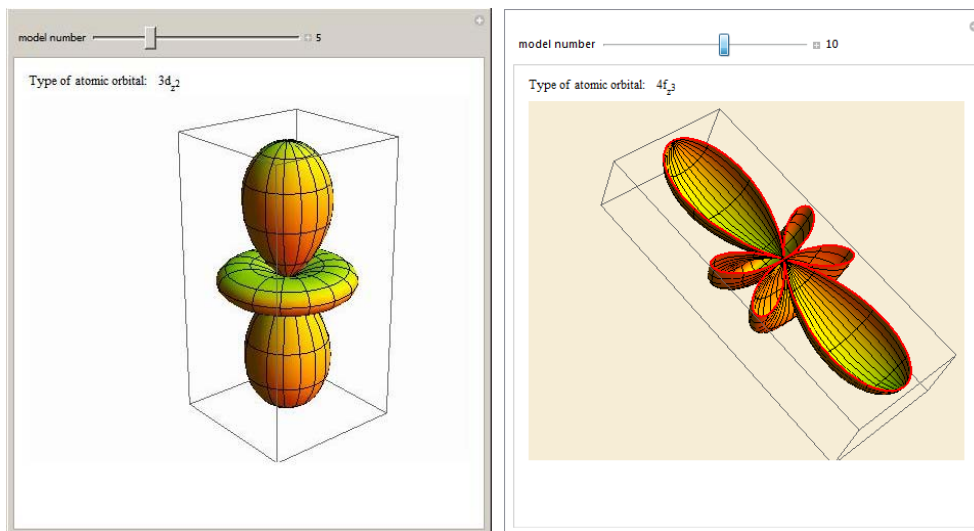 model number 5
Type of atomic orbital: 3d_z2
model number 10
Type of atomic orbital: 4f_z3